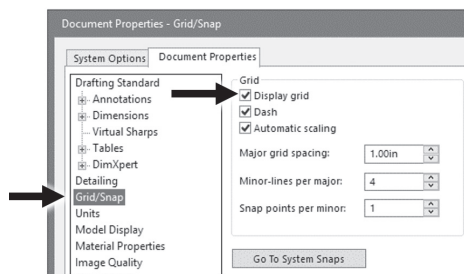 Document Properties - Grid/Snap
System Options
Document Properties
Drafting Standard
Annotations
Dimensions
Virtual Sharps
Tables
DimXpert
Detailing
Grid/Snap
Units
Model Display
Material Properties
Image Quality
Grid
Display grid
Dash
Automatic scaling
Major grid spacing: 1.00in
Minor-lines per major: 4
Snap points per minor: 1
Go To System Snaps